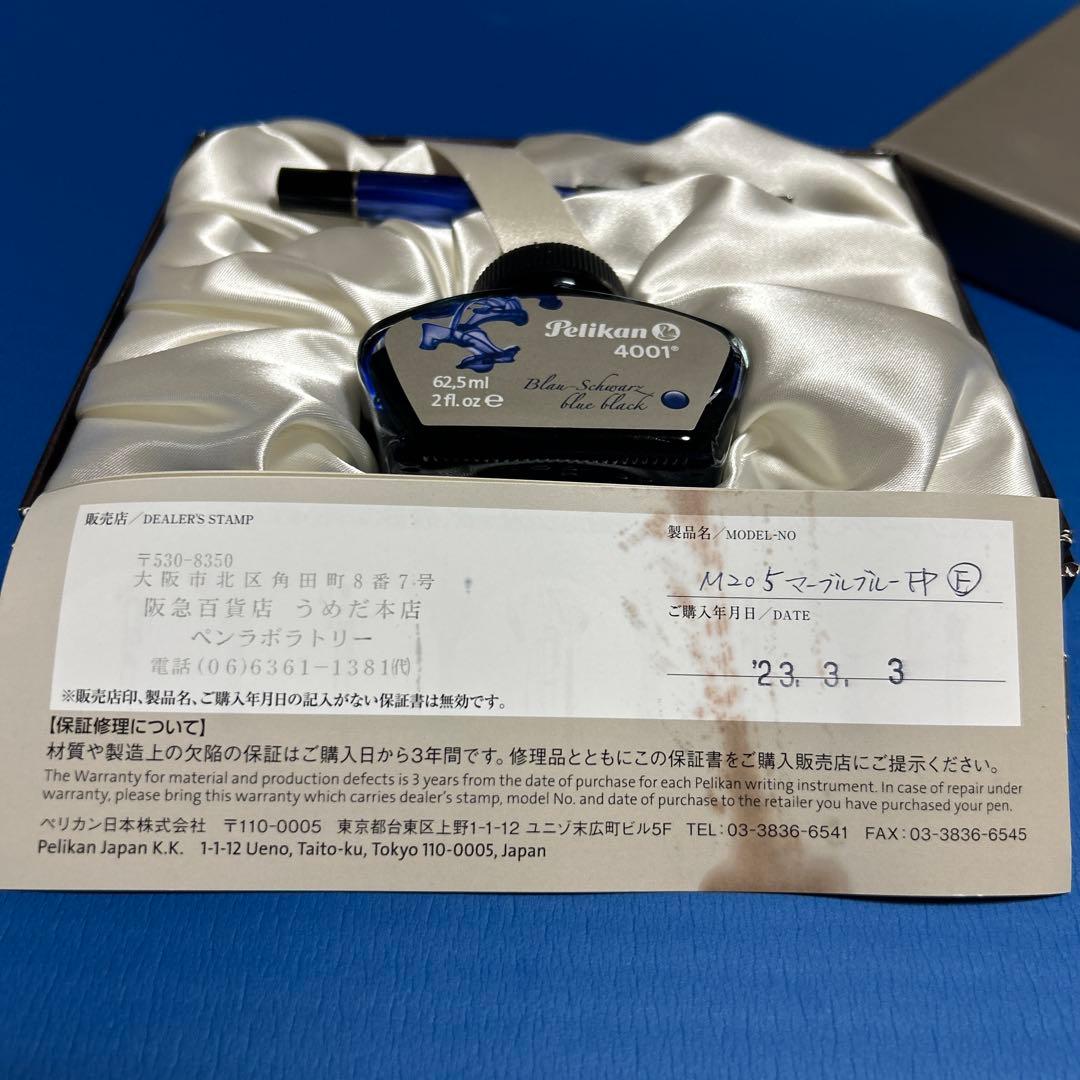 Pelikan
4001®
62,5 ml
2 fl. oz ℮
Blau-Schwarz
blue black
販売店／DEALER'S STAMP
〒530-8350
大阪市北区角田町8番7号
阪急百貨店 うめだ本店
ペンラボラトリー
電話(06)6361-1381(代)
※販売店印、製品名、ご購入年月日の記入がない保証書は無効です。
製品名／MODEL-NO
M205 マーブルブルー FP Ⓕ
ご購入年月日／DATE
'23. 3. 3
【保証修理について】
材質や製造上の欠陥の保証はご購入日から3年間です。修理品とともにこの保証書をご購入販売店にご提示ください。
The Warranty for material and production defects is 3 years from the date of purchase for each Pelikan writing instrument. In case of repair under
warranty, please bring this warranty which carries dealer's stamp, model No. and date of purchase to the retailer you have purchased your pen.
ペリカン日本株式会社 〒110-0005 東京都台東区上野1-1-12 ユニゾ末広町ビル5F TEL：03-3836-6541 FAX：03-3836-6545
Pelikan Japan K.K. 1-1-12 Ueno, Taito-ku, Tokyo 110-0005, Japan